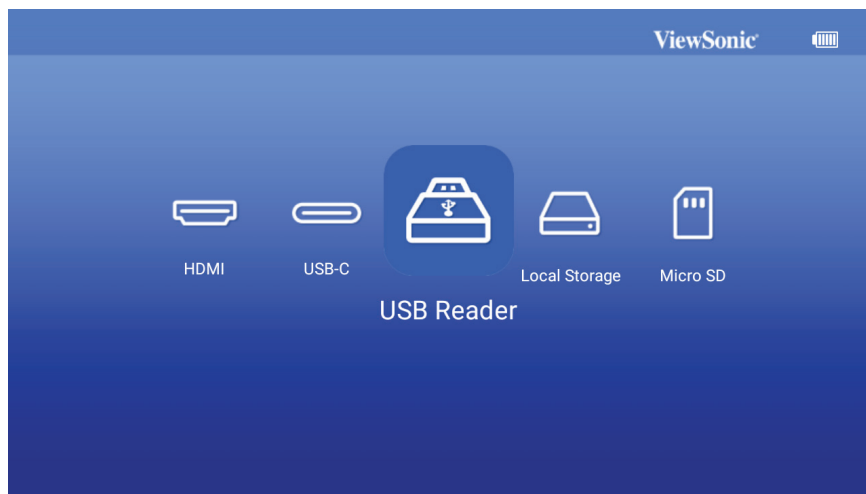 ViewSonic
HDMI
USB-C
Local Storage
Micro SD
USB Reader